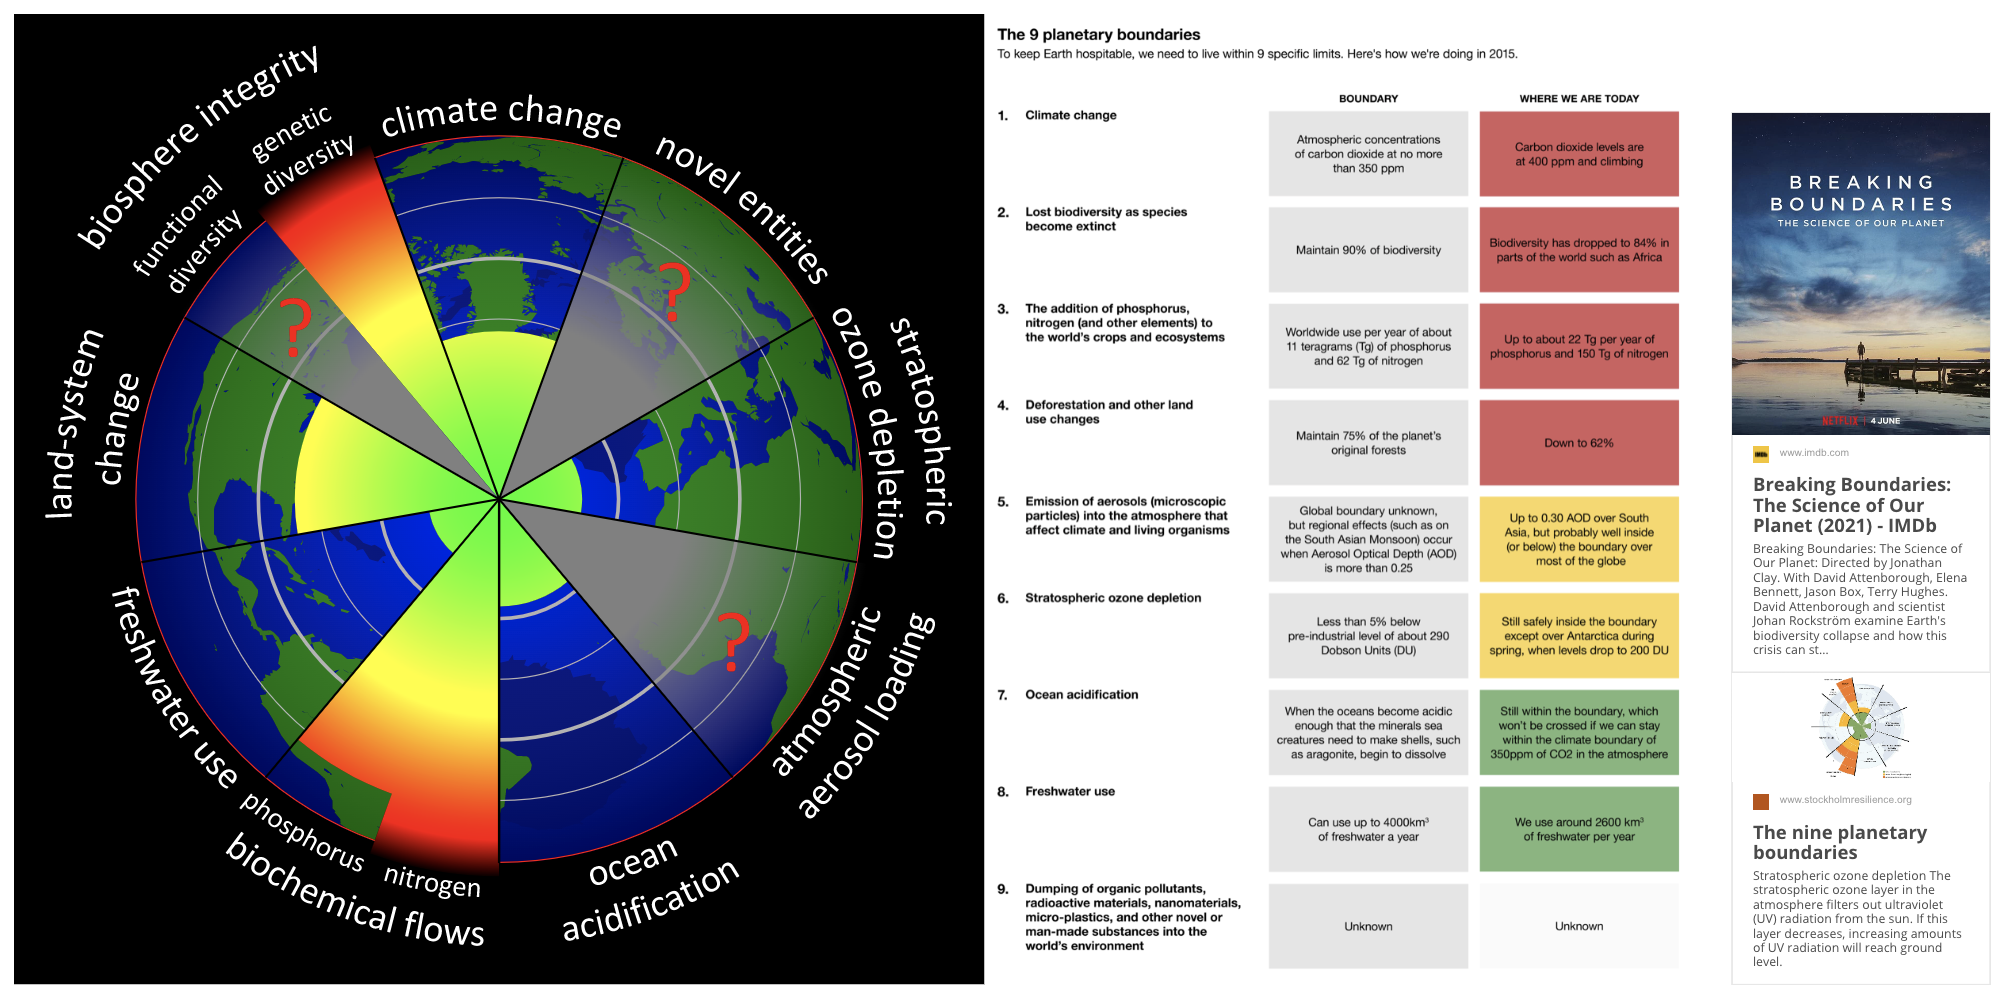 biosphere integrity
genetic
diversity
functional
diversity
climate change
novel entities
stratospheric
ozone depletion
atmospheric
aerosol loading
ocean
acidification
biochemical flows
nitrogen
phosphorus
freshwater use
land-system
change
?
?
?
The 9 planetary boundaries
To keep Earth hospitable, we need to live within 9 specific limits. Here's how we're doing in 2015.
BOUNDARY
WHERE WE ARE TODAY
1. Climate change
Atmospheric concentrations
of carbon dioxide at no more
than 350 ppm
Carbon dioxide levels are
at 400 ppm and climbing
2. Lost biodiversity as species
become extinct
Maintain 90% of biodiversity
Biodiversity has dropped to 84% in
parts of the world such as Africa
3. The addition of phosphorus,
nitrogen (and other elements) to
the world's crops and ecosystems
Worldwide use per year of about
11 teragrams (Tg) of phosphorus
and 62 Tg of nitrogen
Up to about 22 Tg per year of
phosphorus and 150 Tg of nitrogen
4. Deforestation and other land
use changes
Maintain 75% of the planet's
original forests
Down to 62%
5. Emission of aerosols (microscopic
particles) into the atmosphere that
affect climate and living organisms
Global boundary unknown,
but regional effects (such as on
the South Asian Monsoon) occur
when Aerosol Optical Depth (AOD)
is more than 0.25
Up to 0.30 AOD over South
Asia, but probably well inside
(or below) the boundary over
most of the globe
6. Stratospheric ozone depletion
Less than 5% below
pre-industrial level of about 290
Dobson Units (DU)
Still safely inside the boundary
except over Antarctica during
spring, when levels drop to 200 DU
7. Ocean acidification
When the oceans become acidic
enough that the minerals sea
creatures need to make shells, such
as aragonite, begin to dissolve
Still within the boundary, which
won't be crossed if we can stay
within the climate boundary of
350ppm of CO2 in the atmosphere
8. Freshwater use
Can use up to 4000km³
of freshwater a year
We use around 2600 km³
of freshwater per year
9. Dumping of organic pollutants,
radioactive materials, nanomaterials,
micro-plastics, and other novel or
man-made substances into the
world's environment
Unknown
Unknown
BREAKING
BOUNDARIES
THE SCIENCE OF OUR PLANET
NETFLIX | 4 JUNE
IMDb
www.imdb.com
Breaking Boundaries:
The Science of Our
Planet (2021) - IMDb
Breaking Boundaries: The Science of
Our Planet: Directed by Jonathan
Clay. With David Attenborough, Elena
Bennett, Jason Box, Terry Hughes.
David Attenborough and scientist
Johan Rockström examine Earth's
biodiversity collapse and how this
crisis can st...
www.stockholmresilience.org
The nine planetary
boundaries
Stratospheric ozone depletion The
stratospheric ozone layer in the
atmosphere filters out ultraviolet
(UV) radiation from the sun. If this
layer decreases, increasing amounts
of UV radiation will reach ground
level.